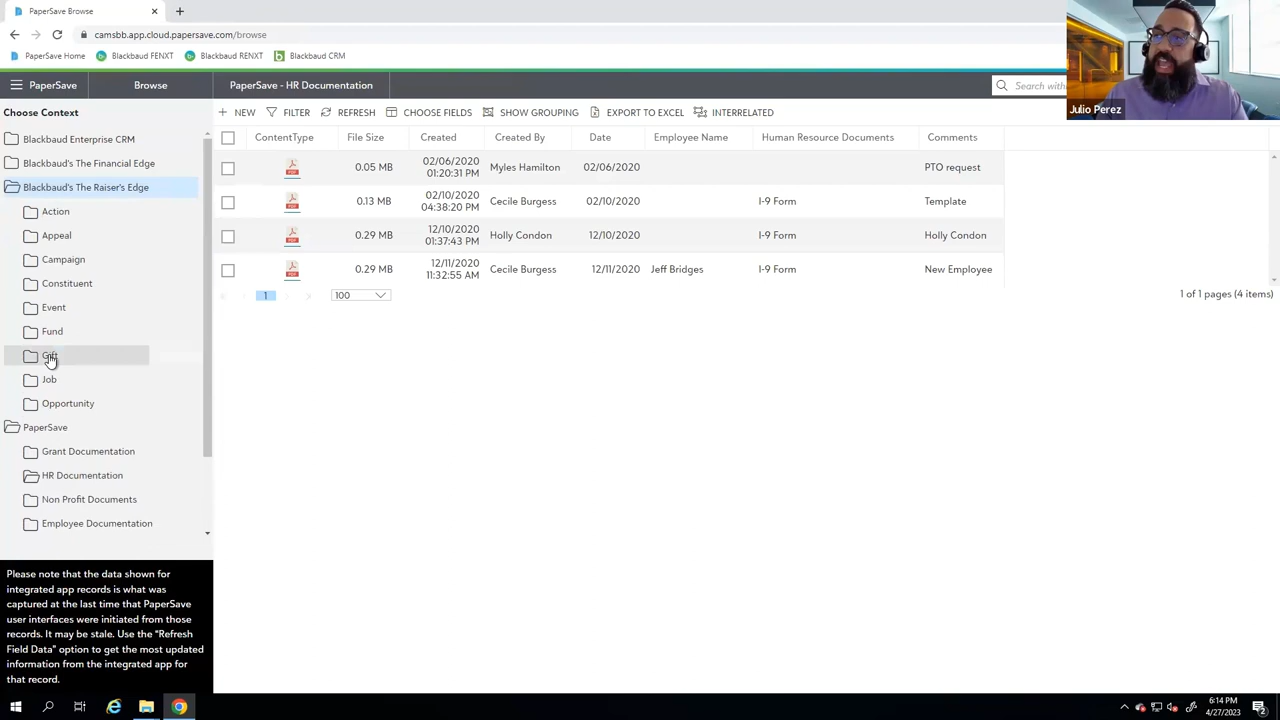 PaperSave Browse
camsbb.app.cloud.papersave.com/browse
PaperSave Home Blackbaud FENXT Blackbaud RENXT Blackbaud CRM
PaperSave Browse PaperSave - HR Documentation Search with
Julio Perez
Choose Context
NEW FILTER REFRE CHOOSE FIELDS SHOW GROUPING EXPORT TO EXCEL INTERRELATED
Blackbaud Enterprise CRM
Blackbaud's The Financial Edge
Blackbaud's The Raiser's Edge
Action
Appeal
Campaign
Constituent
Event
Fund
Gift
Job
Opportunity
PaperSave
Grant Documentation
HR Documentation
Non Profit Documents
Employee Documentation
ContentType File Size Created Created By Date Employee Name Human Resource Documents Comments
PDF 0.05 MB 02/06/2020 01:20:31 PM Myles Hamilton 02/06/2020 PTO request
PDF 0.13 MB 02/10/2020 04:38:20 PM Cecile Burgess 02/10/2020 I-9 Form Template
PDF 0.29 MB 12/10/2020 01:37:43 PM Holly Condon 12/10/2020 I-9 Form Holly Condon
PDF 0.29 MB 12/11/2020 11:32:55 AM Cecile Burgess 12/11/2020 Jeff Bridges I-9 Form New Employee
1 100 1 of 1 pages (4 items)
Please note that the data shown for
integrated app records is what was
captured at the last time that PaperSave
user interfaces were initiated from those
records. It may be stale. Use the "Refresh
Field Data" option to get the most updated
information from the integrated app for
that record.
6:14 PM
4/27/2023
2